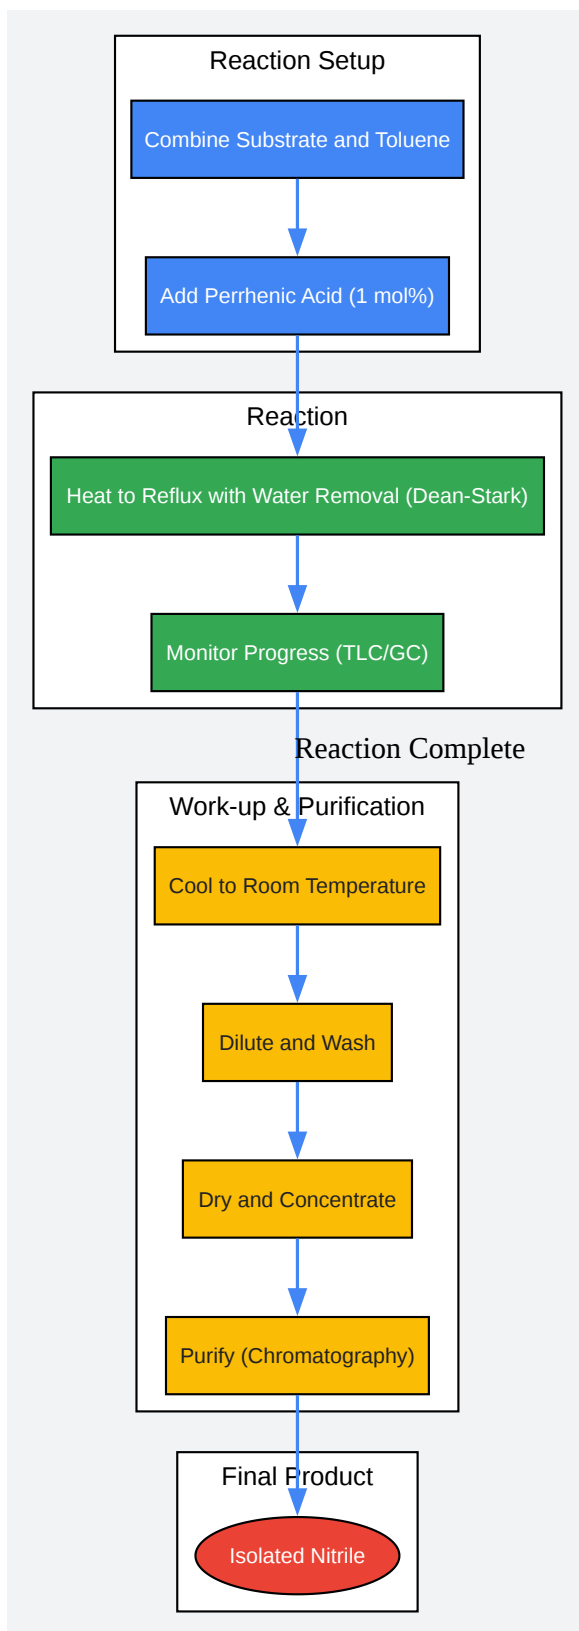 Reaction Setup
Combine Substrate and Toluene
Add Perrhenic Acid (1 mol%)
Reaction
Heat to Reflux with Water Removal (Dean-Stark)
Monitor Progress (TLC/GC)
Reaction Complete
Work-up & Purification
Cool to Room Temperature
Dilute and Wash
Dry and Concentrate
Purify (Chromatography)
Final Product
Isolated Nitrile